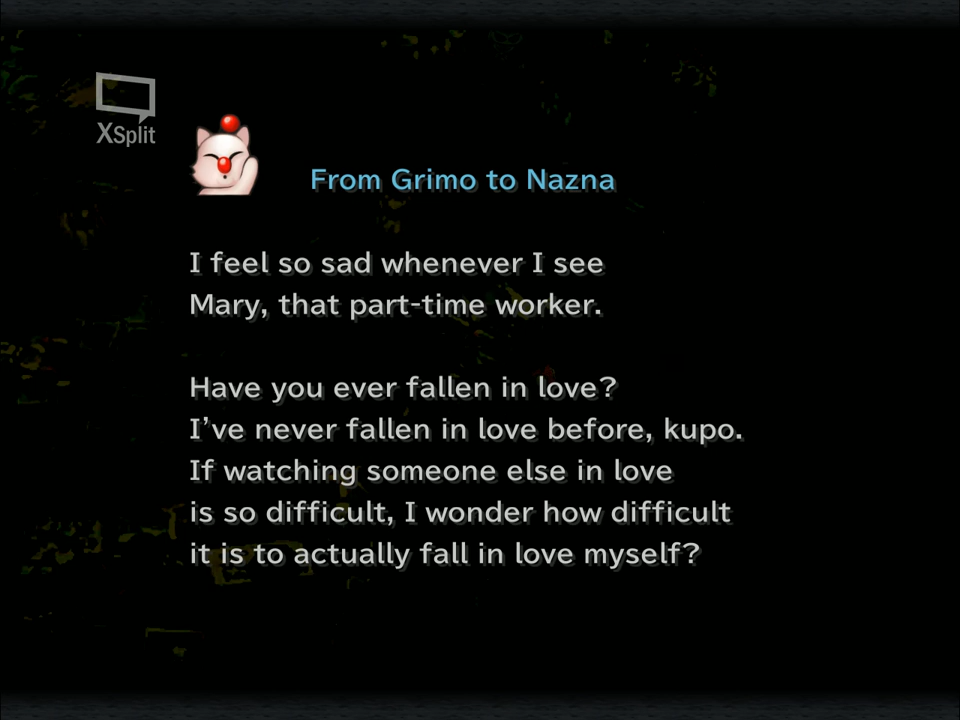 XSplit
From Grimo to Nazna
I feel so sad whenever I see
Mary, that part-time worker.
Have you ever fallen in love?
I've never fallen in love before, kupo.
If watching someone else in love
is so difficult, I wonder how difficult
it is to actually fall in love myself?